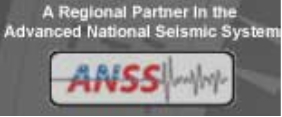 A Regional Partner In the
Advanced National Seismic System
ANSS